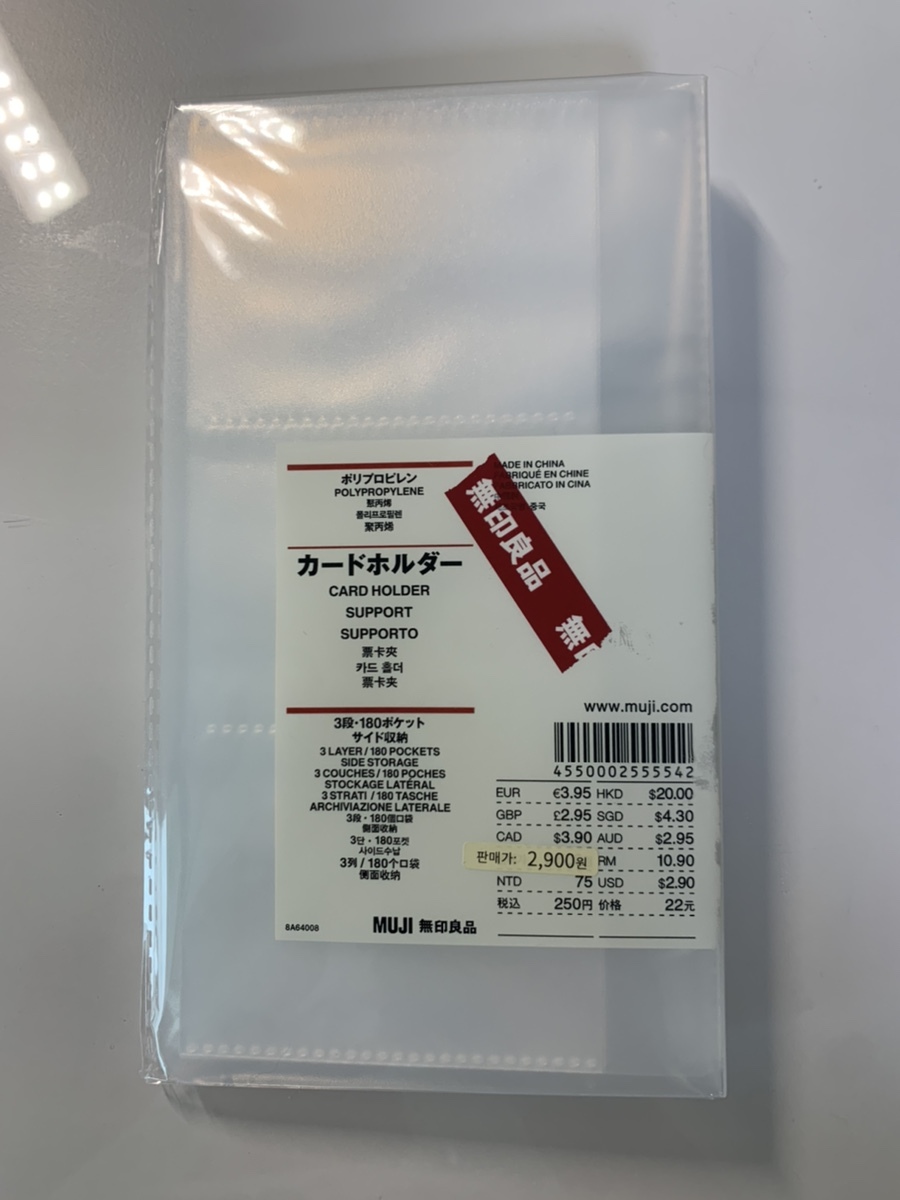 ポリプロピレン
POLYPROPYLENE
聚丙烯
폴리프로필렌
聚丙烯
カードホルダー
CARD HOLDER
SUPPORT
SUPPORTO
票卡夾
카드 홀더
票卡夹
3段・180ポケット
サイド収納
3 LAYER / 180 POCKETS
SIDE STORAGE
3 COUCHES / 180 POCHES
STOCKAGE LATÉRAL
3 STRATI / 180 TASCHE
ARCHIVIAZIONE LATERALE
3段・180個口袋
側面收納
3단・180포켓
사이드수납
3列 / 180个口袋
侧面收纳
8A64008
MUJI 無印良品
MADE IN CHINA
FABRIQUÉ EN CHINE
FABBRICATO IN CINA
중국
無印良品
無
www.muji.com
4550002555542
EUR €3.95 HKD $20.00
GBP £2.95 SGD $4.30
CAD $3.90 AUD $2.95
판매가: 2,900원 RM 10.90
NTD 75 USD $2.90
税込 250円 价格 22元